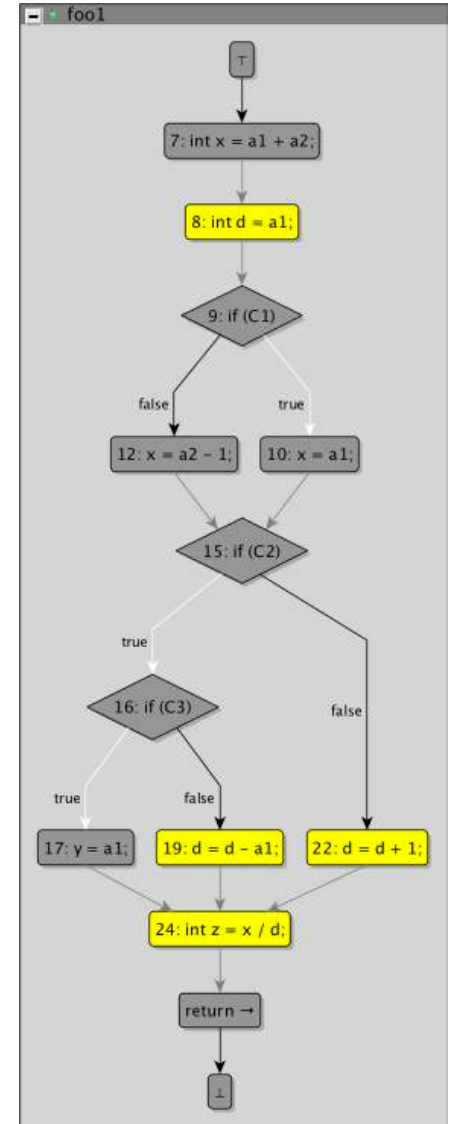 foo1
⊤
7: int x = a1 + a2;
8: int d = a1;
9: if (C1)
false
true
12: x = a2 - 1;
10: x = a1;
15: if (C2)
true
16: if (C3)
false
true
false
17: y = a1;
19: d = d - a1;
22: d = d + 1;
24: int z = x / d;
return →
⊥